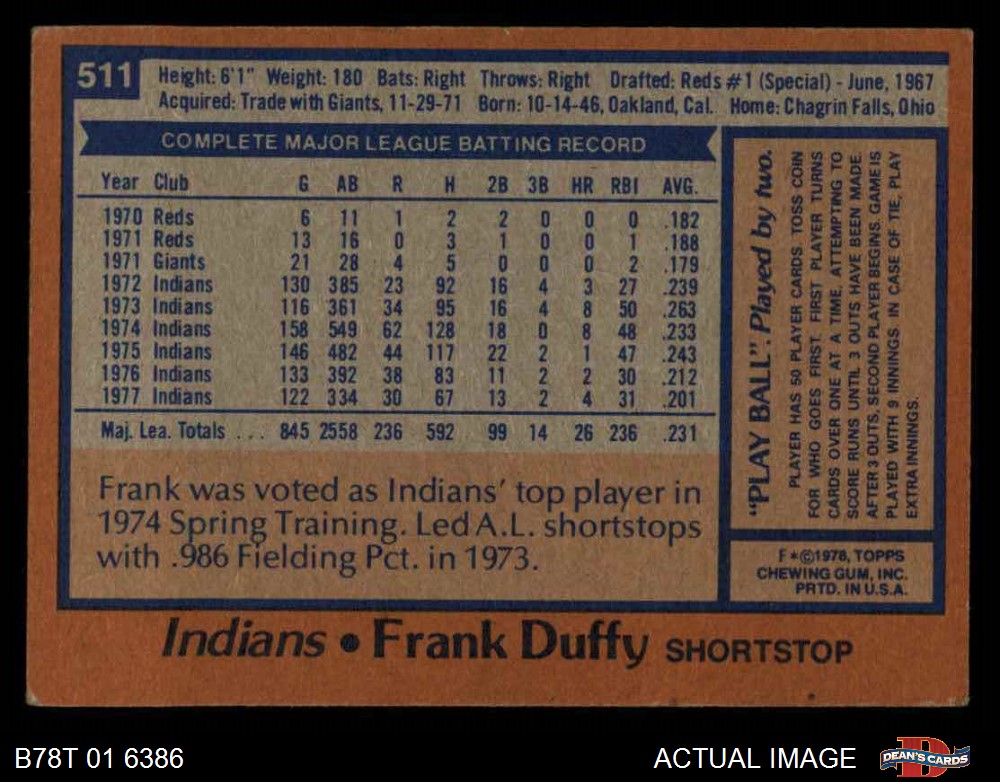 511
Height: 6'1" Weight: 180 Bats: Right Throws: Right Drafted: Reds #1 (Special) - June, 1967
Acquired: Trade with Giants, 11-29-71 Born: 10-14-46, Oakland, Cal. Home: Chagrin Falls, Ohio
COMPLETE MAJOR LEAGUE BATTING RECORD
Year Club G AB R H 2B 3B HR RBI AVG.
1970 Reds 6 11 1 2 2 0 0 0 .182
1971 Reds 13 16 0 3 1 0 0 1 .188
1971 Giants 21 28 4 5 0 0 0 2 .179
1972 Indians 130 385 23 92 16 4 3 27 .239
1973 Indians 116 361 34 95 16 4 8 50 .263
1974 Indians 158 549 62 128 18 0 8 48 .233
1975 Indians 146 482 44 117 22 2 1 47 .243
1976 Indians 133 392 38 83 11 2 2 30 .212
1977 Indians 122 334 30 67 13 2 4 31 .201
Maj. Lea. Totals ... 845 2558 236 592 99 14 26 236 .231
Frank was voted as Indians' top player in
1974 Spring Training. Led A.L. shortstops
with .986 Fielding Pct. in 1973.
"PLAY BALL". Played by two.
PLAYER HAS 50 PLAYER CARDS TOSS COIN
FOR WHO GOES FIRST. FIRST PLAYER TURNS
CARDS OVER ONE AT A TIME, ATTEMPTING TO
SCORE RUNS UNTIL 3 OUTS HAVE BEEN MADE.
AFTER 3 OUTS, SECOND PLAYER BEGINS. GAME IS
PLAYED WITH 9 INNINGS IN CASE OF TIE, PLAY
EXTRA INNINGS.
F*©1978, TOPPS
CHEWING GUM, INC.
PRTD. IN U.S.A.
Indians • Frank Duffy SHORTSTOP
B78T 01 6386
ACTUAL IMAGE
DEAN'S CARDS